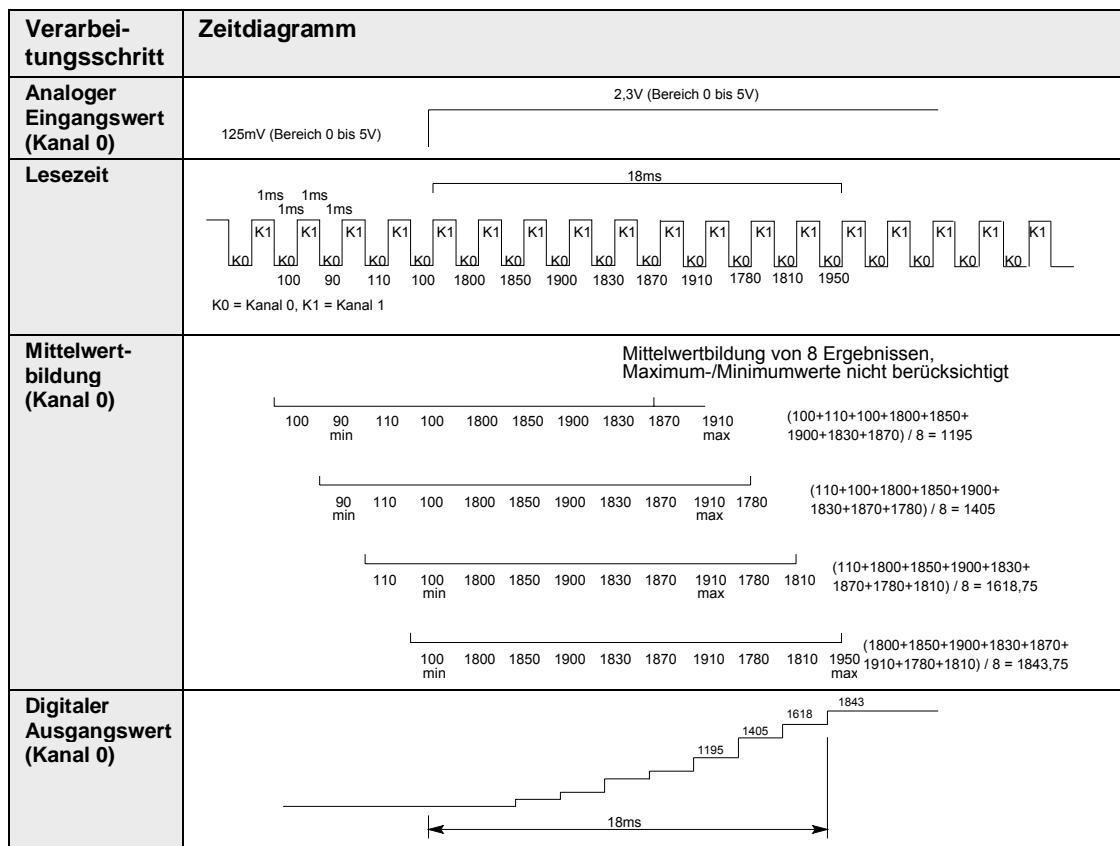 Verarbei-
tungsschritt
Zeitdiagramm
Analoger
Eingangswert
(Kanal 0)
2,3V (Bereich 0 bis 5V)
125mV (Bereich 0 bis 5V)
Lesezeit
18ms
1ms 1ms
1ms 1ms
K1 K1 K1 K1 K1 K1 K1 K1 K1 K1 K1 K1 K1 K1 K1 K1 K1 K1
K0 K0 K0 K0 K0 K0 K0 K0 K0 K0 K0 K0 K0 K0 K0 K0 K0 K0
100 90 110 100 1800 1850 1900 1830 1870 1910 1780 1810 1950
K0 = Kanal 0, K1 = Kanal 1
Mittelwert-
bildung
(Kanal 0)
Mittelwertbildung von 8 Ergebnissen,
Maximum-/Minimumwerte nicht berücksichtigt
100 90 110 100 1800 1850 1900 1830 1870 1910
min max
(100+110+100+1800+1850+
1900+1830+1870) / 8 = 1195
90 110 100 1800 1850 1900 1830 1870 1910 1780
min max
(110+100+1800+1850+1900+
1830+1870+1780) / 8 = 1405
110 100 1800 1850 1900 1830 1870 1910 1780 1810
min max
(110+1800+1850+1900+1830+
1870+1780+1810) / 8 = 1618,75
100 1800 1850 1900 1830 1870 1910 1780 1810 1950
min max
(1800+1850+1900+1830+1870+
1910+1780+1810) / 8 = 1843,75
Digitaler
Ausgangswert
(Kanal 0)
1843
1618
1405
1195
18ms